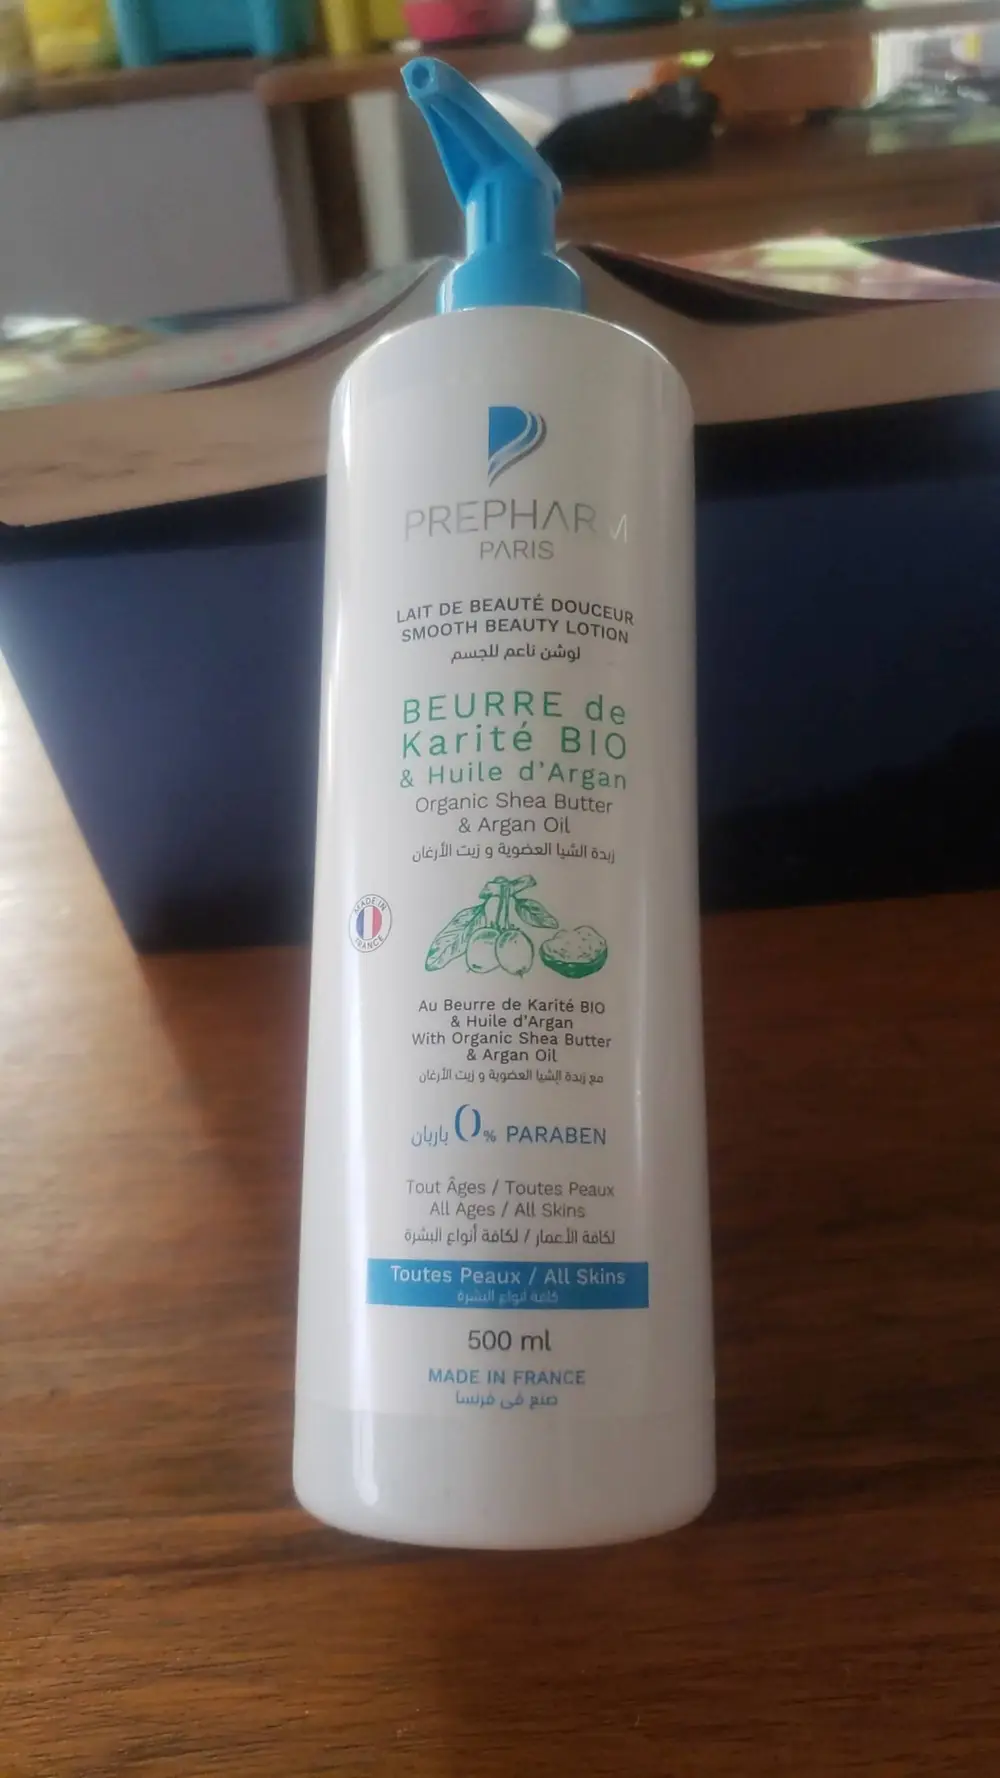 PREPHARM
PARIS
LAIT DE BEAUTÉ DOUCEUR
SMOOTH BEAUTY LOTION
لوشن ناعم للجسم
BEURRE de
Karité BIO
& Huile d'Argan
Organic Shea Butter
& Argan Oil
زبدة الشيا العضوية و زيت الأرغان
MADE IN
FRANCE
Au Beurre de Karité BIO
& Huile d'Argan
With Organic Shea Butter
& Argan Oil
مع زبدة الشيا العضوية و زيت الأرغان
0% PARABEN باربان
Tout Âges / Toutes Peaux
All Ages / All Skins
لكافة الأعمار / لكافة أنواع البشرة
Toutes Peaux / All Skins
كافة انواع البشرة
500 ml
MADE IN FRANCE
صنع في فرنسا